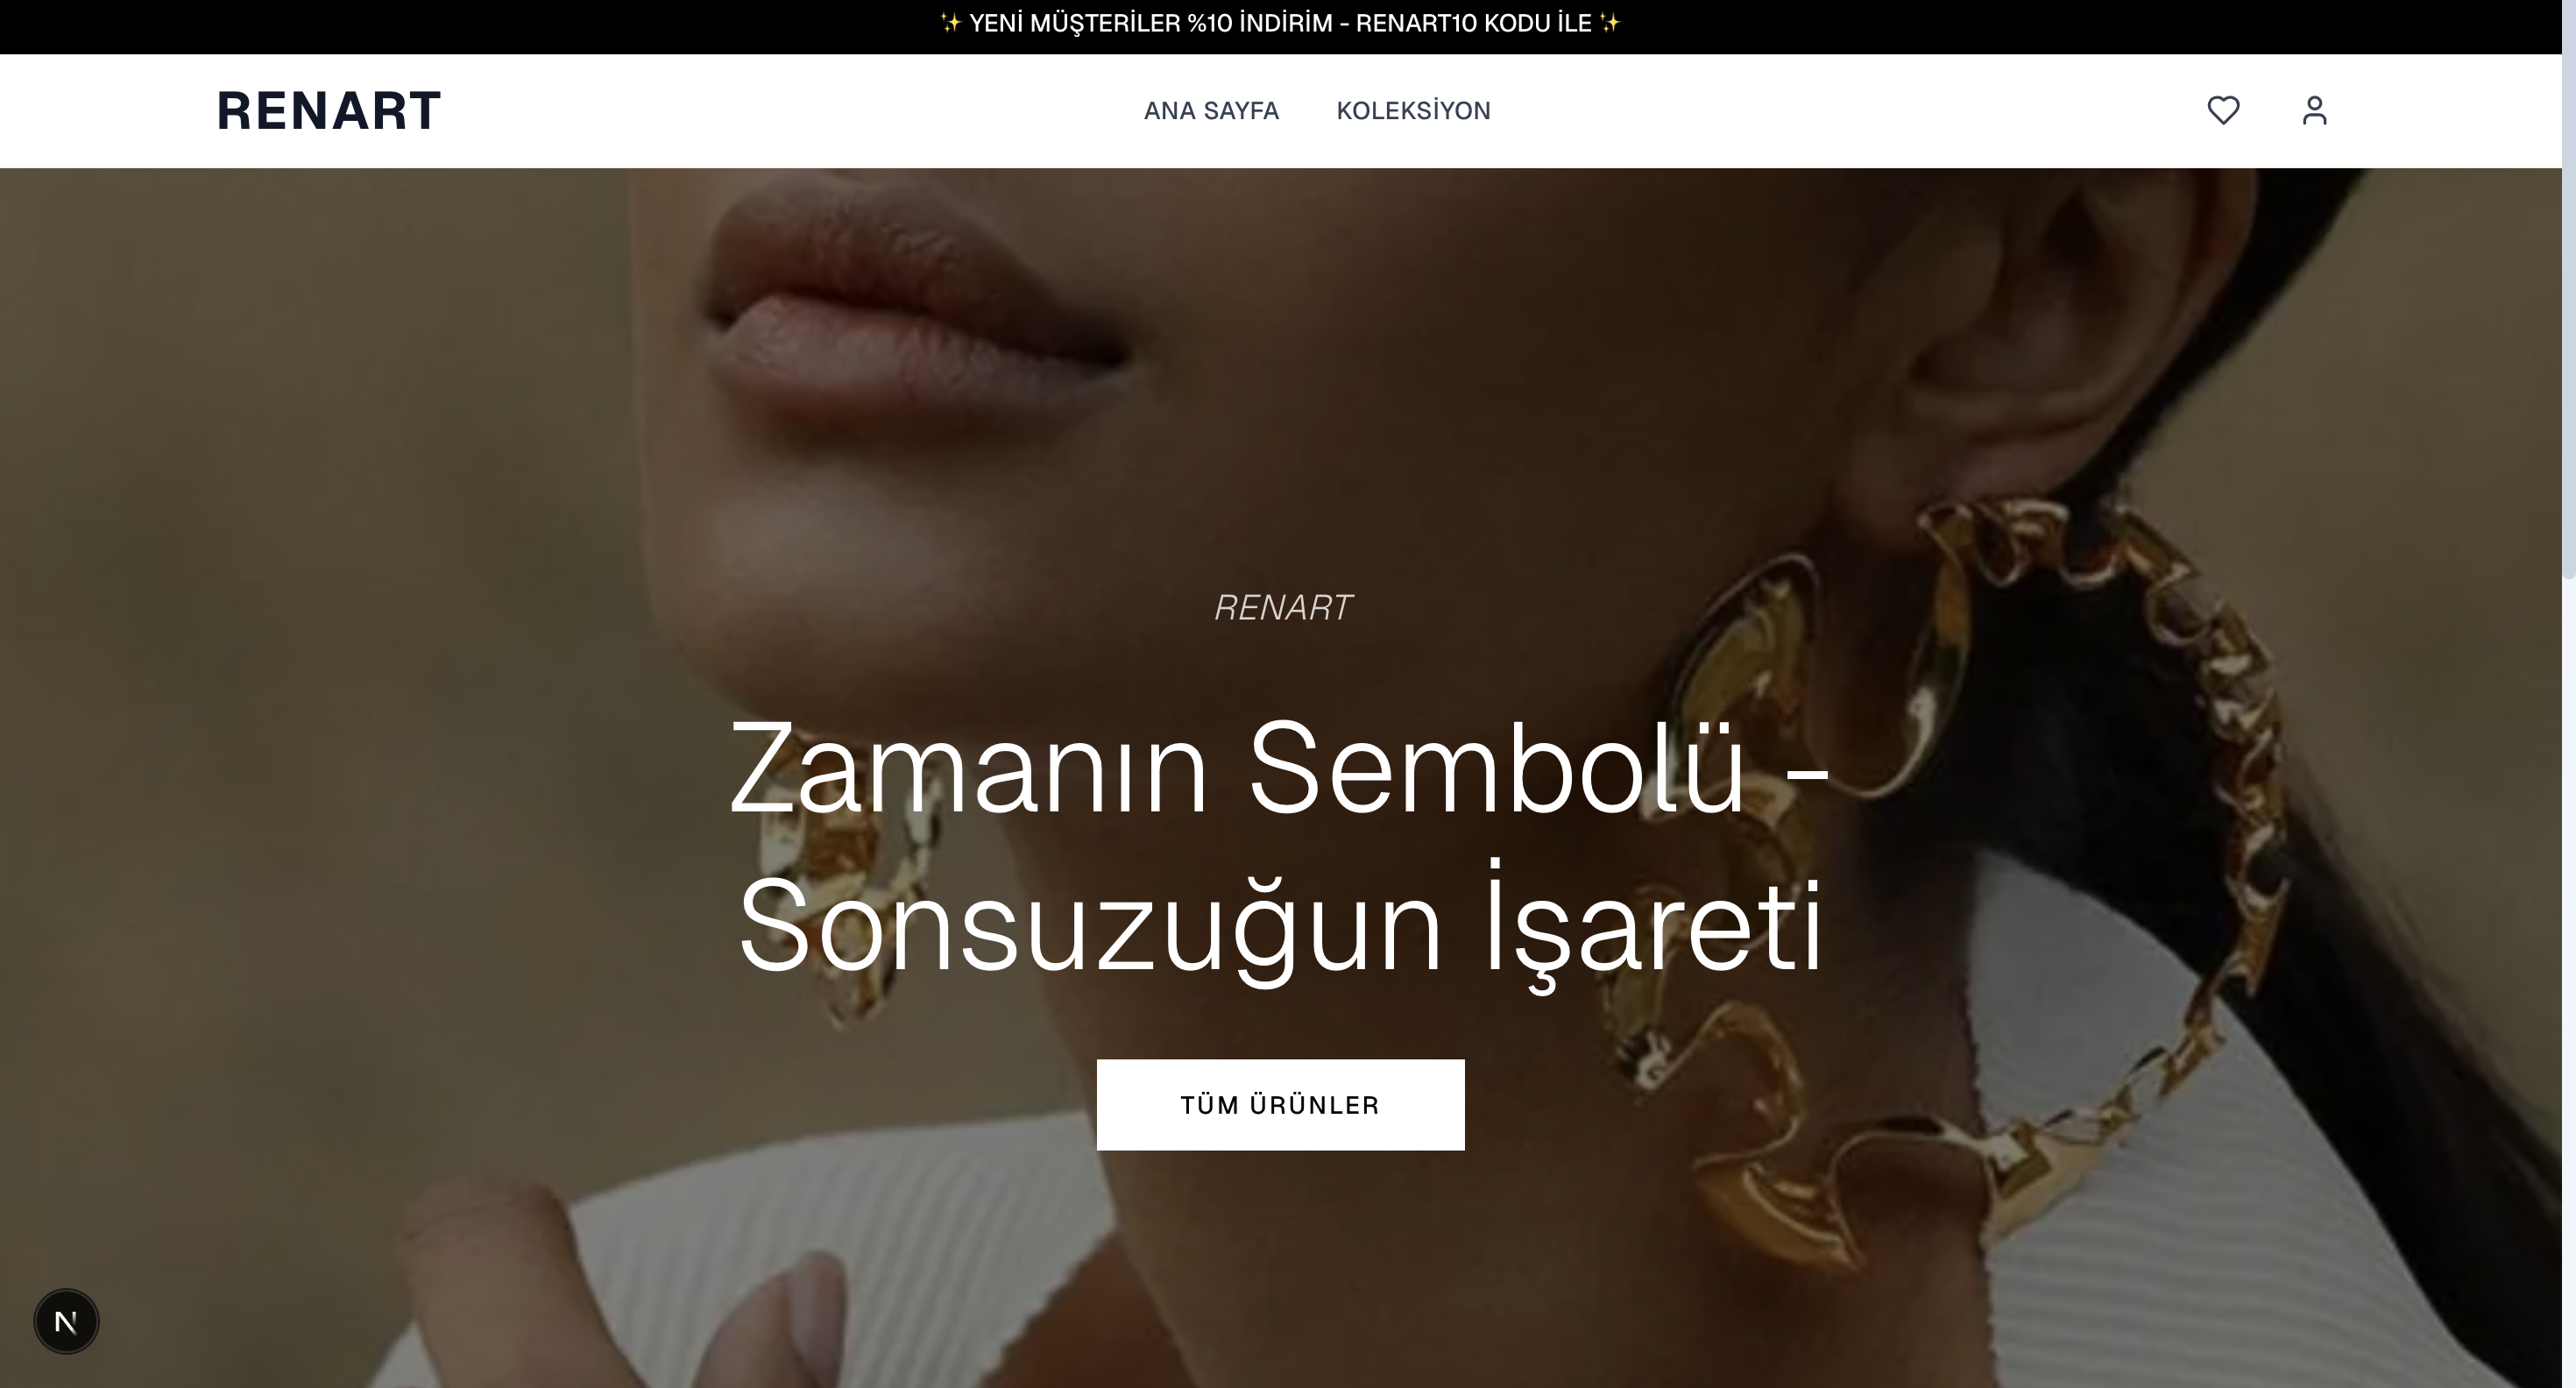 ✨ YENİ MÜŞTERİLER %10 İNDİRİM - RENART10 KODU İLE ✨
RENART
ANA SAYFA
KOLEKSİYON
RENART
Zamanın Sembolü -
Sonsuzuğun İşareti
TÜM ÜRÜNLER
N